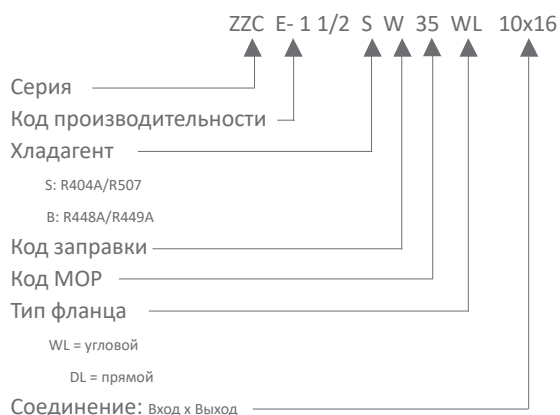 ZZC E- 1 1/2 S W 35 WL 10x16
Серия
Код производительности
Хладагент
S: R404A/R507
B: R448A/R449A
Код заправки
Код МОР
Тип фланца
WL = угловой
DL = прямой
Соединение: Вход x Выход